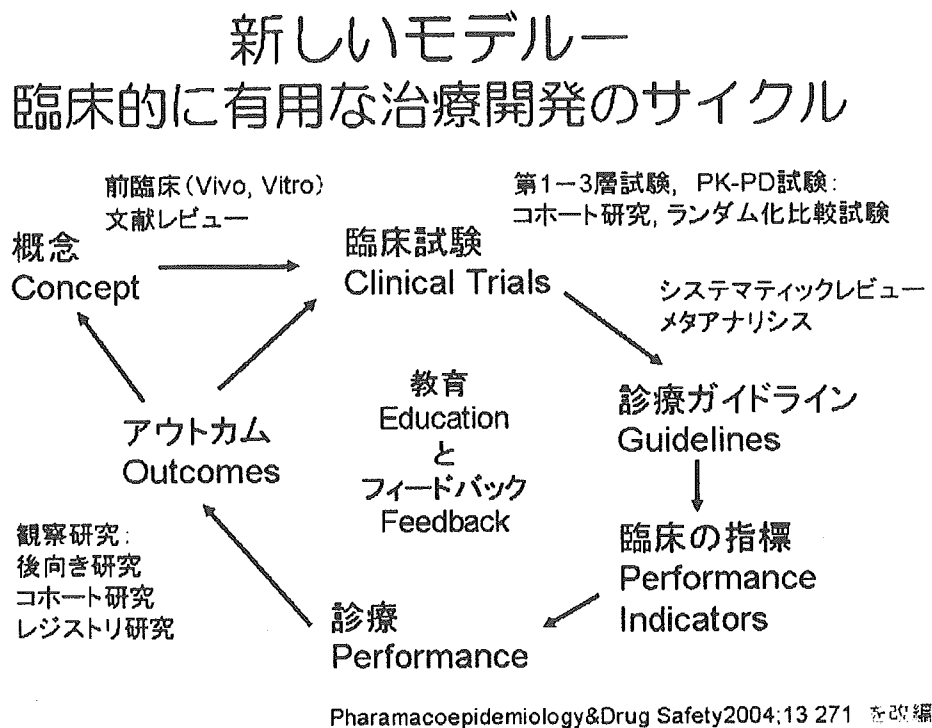 新しいモデルー
臨床的に有用な治療開発のサイクル
前臨床(Vivo, Vitro)
文献レビュー
第1ー3層試験, PK-PD試験:
コホート研究, ランダム化比較試験
概念
Concept
臨床試験
Clinical Trials
システマティックレビュー
メタアナリシス
教育
Education
と
フィードバック
Feedback
診療ガイドライン
Guidelines
アウトカム
Outcomes
臨床の指標
Performance
Indicators
観察研究:
後向き研究
コホート研究
レジストリ研究
診療
Performance
Pharamacoepidemiology&Drug Safety2004;13 271 を改編